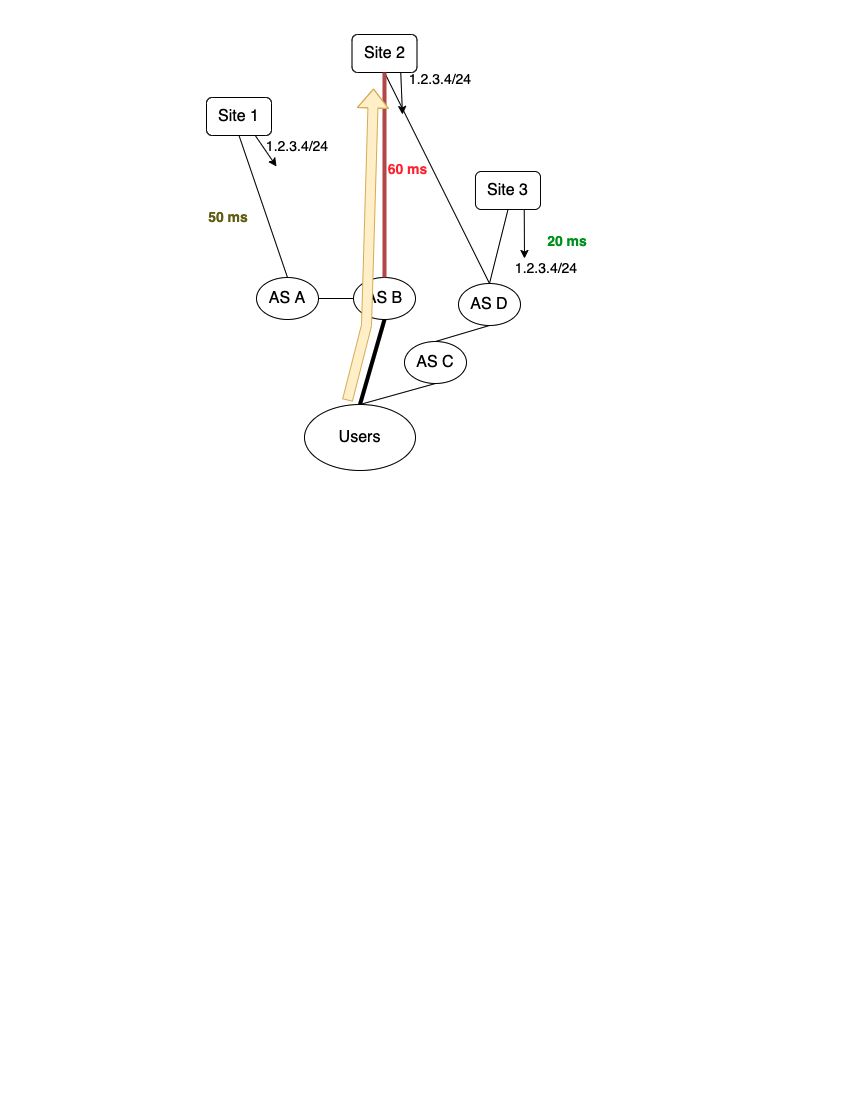 Site 2
1.2.3.4/24
Site 1
1.2.3.4/24
60 ms
Site 3
50 ms
20 ms
1.2.3.4/24
AS A
AS B
AS D
AS C
Users